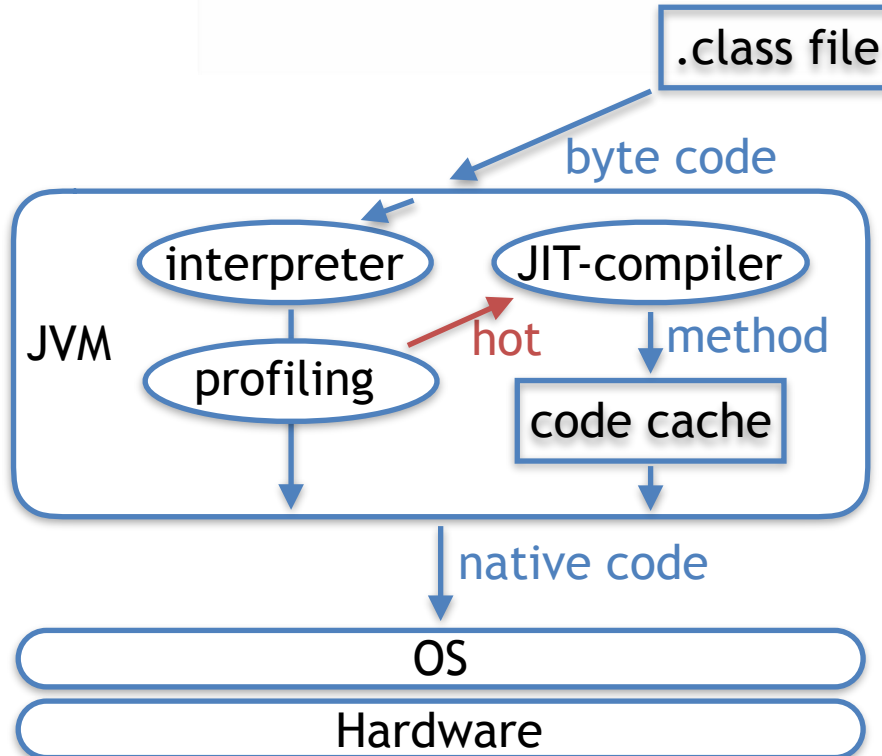 .class file
byte code
interpreter
JIT-compiler
JVM
hot
method
profiling
code cache
native code
OS
Hardware